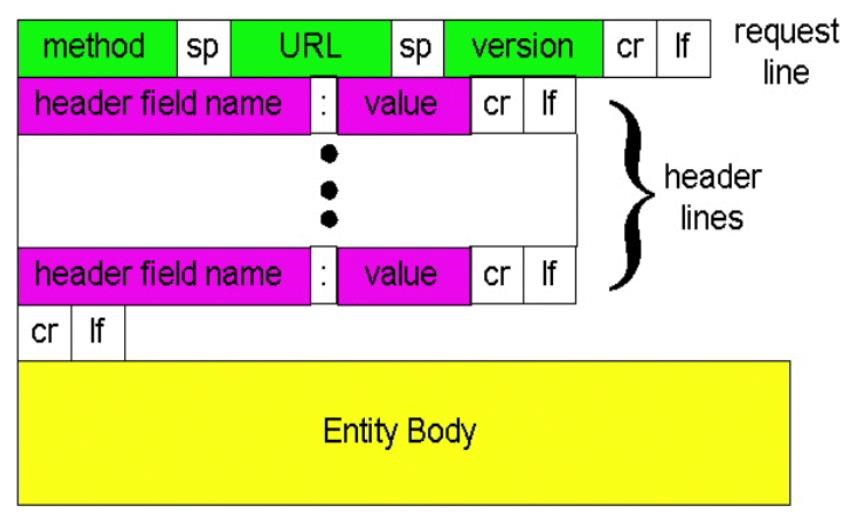 method sp URL sp version cr lf request line
header field name : value cr lf
header lines
header field name : value cr lf
cr lf
Entity Body